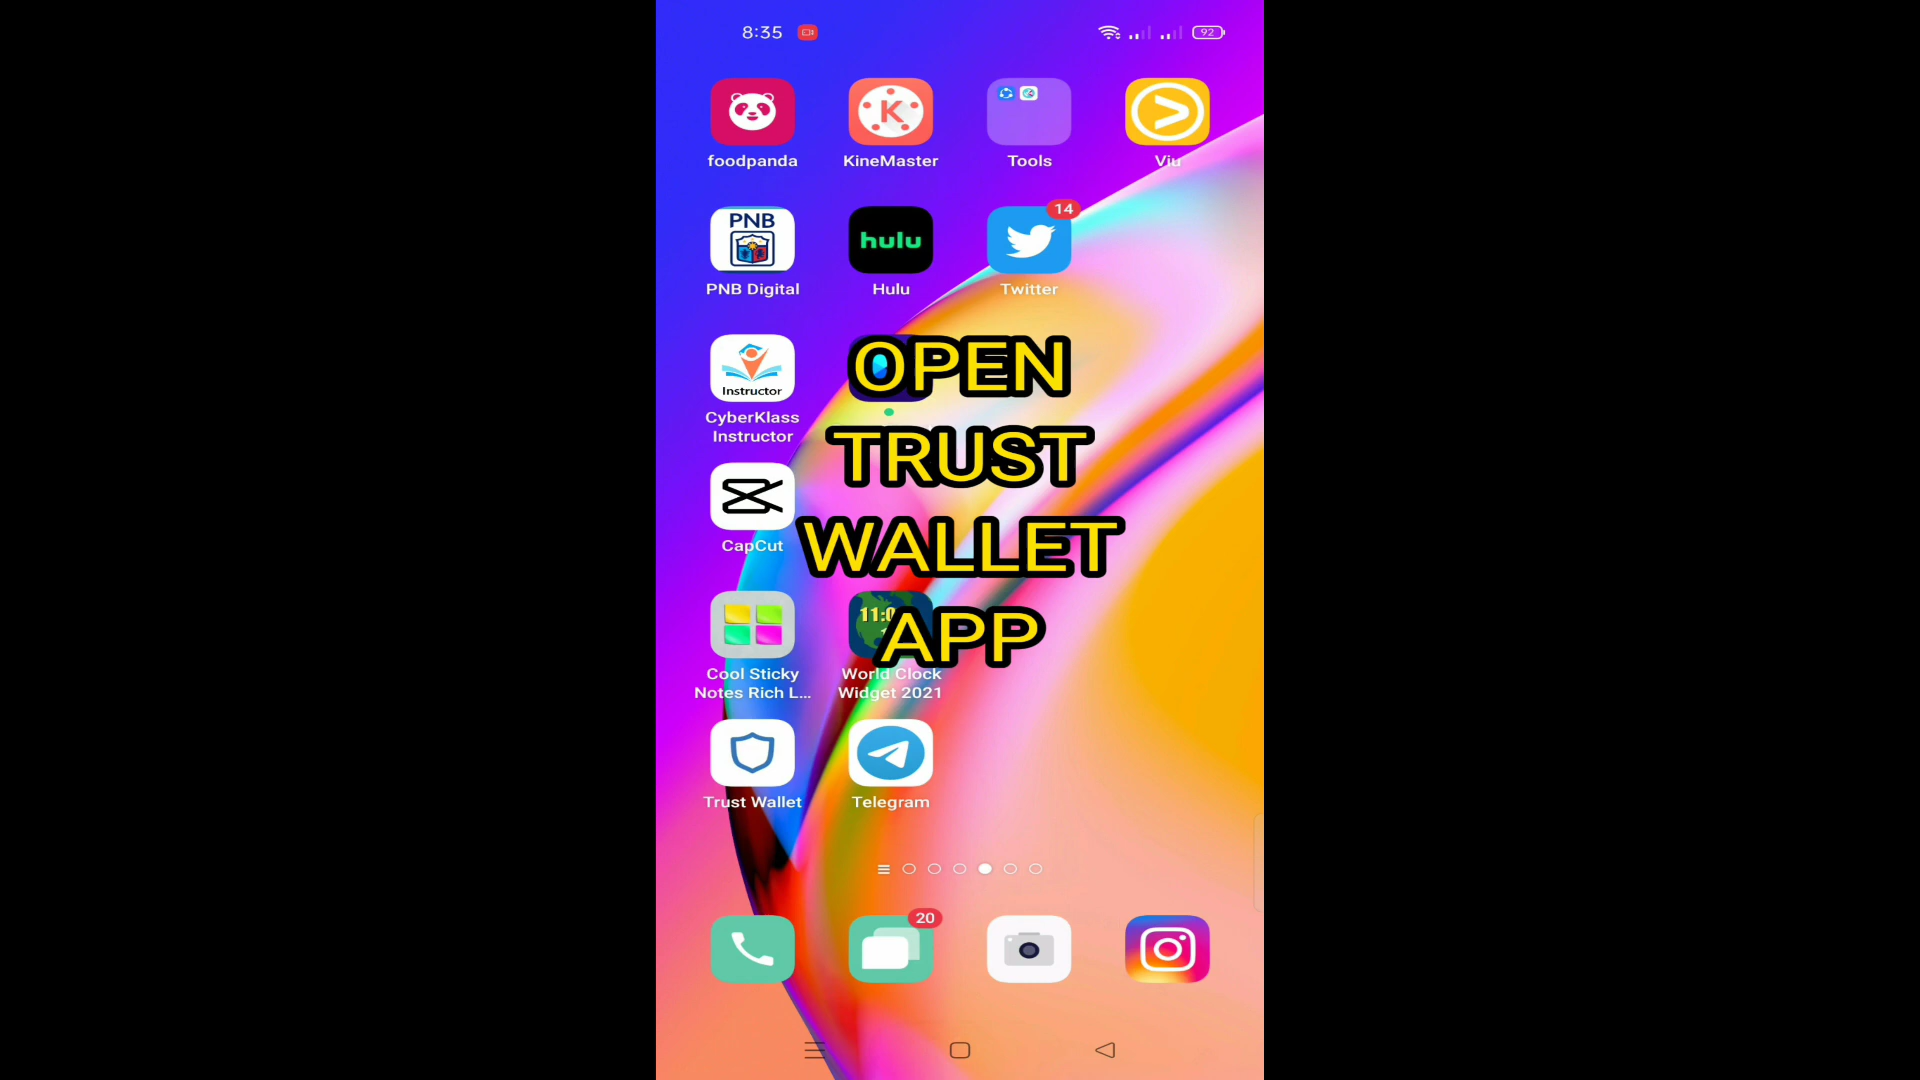 8:35
92
foodpanda
K
KineMaster
Tools
Viu
PNB
PNB Digital
hulu
Hulu
14
Twitter
Instructor
CyberKlass
Instructor
OPEN
TRUST
WALLET
APP
CapCut
Cool Sticky
Notes Rich L...
World Clock
Widget 2021
Trust Wallet
Telegram
20